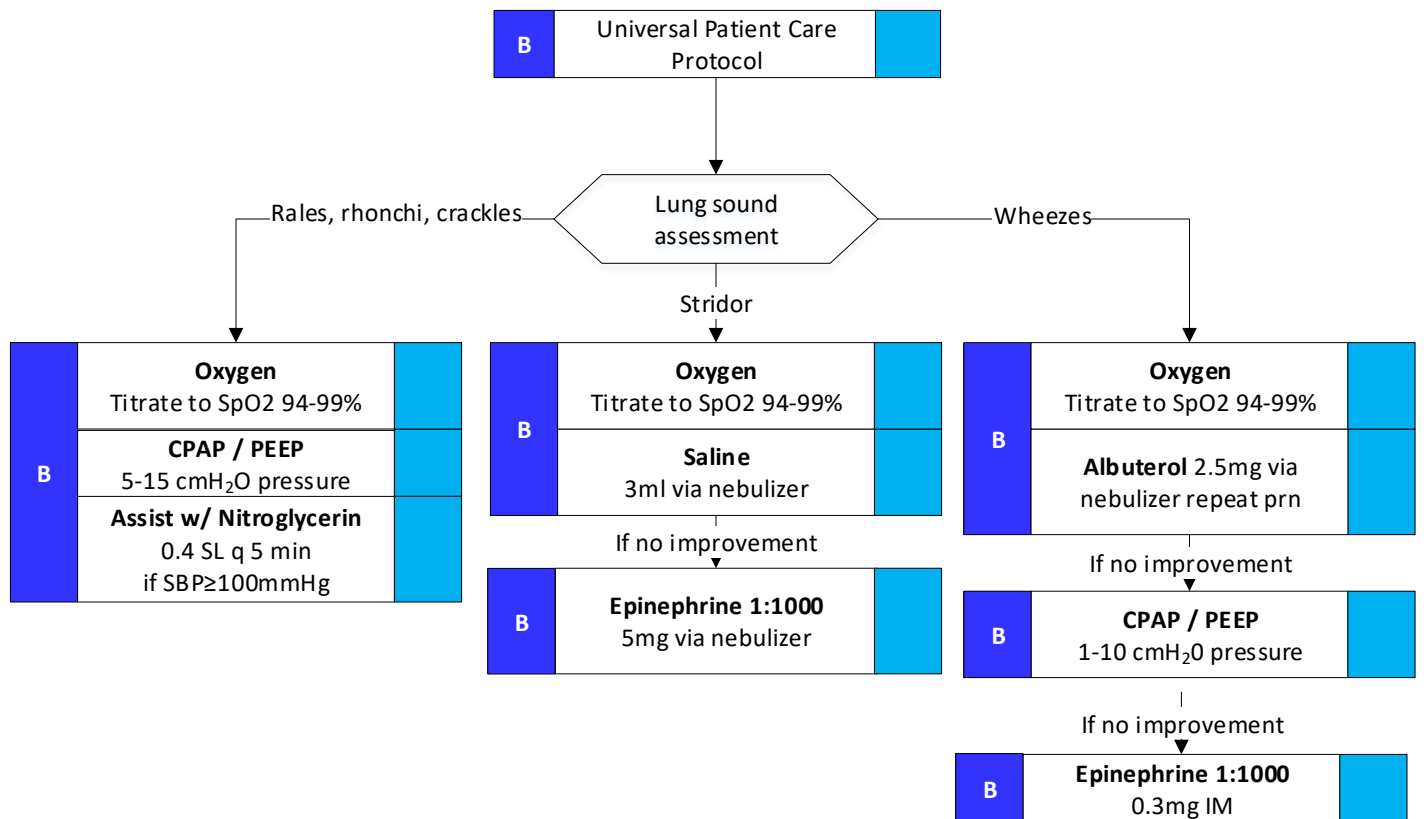 B
Universal Patient Care
Protocol
Lung sound
assessment
Rales, rhonchi, crackles
Stridor
Wheezes
B
Oxygen
Titrate to SpO2 94-99%
CPAP / PEEP
5-15 cmH₂O pressure
Assist w/ Nitroglycerin
0.4 SL q 5 min
if SBP≥100mmHg
B
Oxygen
Titrate to SpO2 94-99%
Saline
3ml via nebulizer
If no improvement
B
Epinephrine 1:1000
5mg via nebulizer
B
Oxygen
Titrate to SpO2 94-99%
Albuterol 2.5mg via
nebulizer repeat prn
If no improvement
B
CPAP / PEEP
1-10 cmH₂0 pressure
If no improvement
B
Epinephrine 1:1000
0.3mg IM